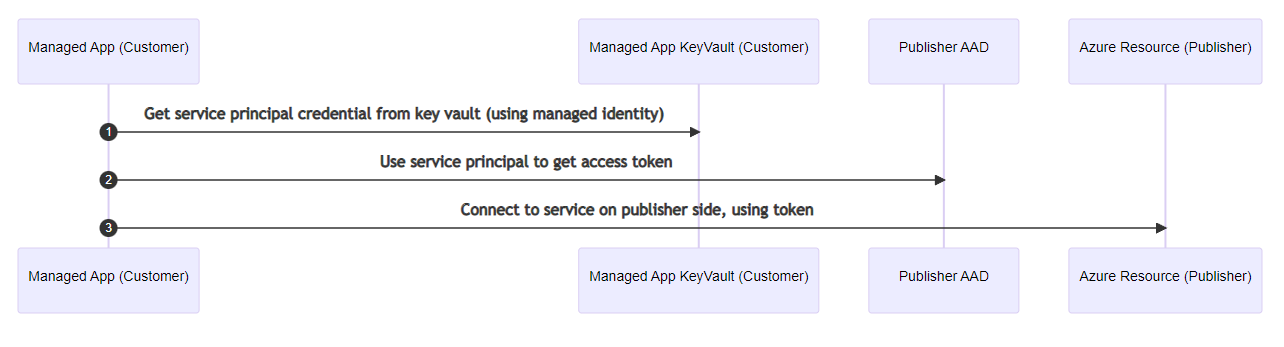 Managed App (Customer)
Managed App KeyVault (Customer)
Publisher AAD
Azure Resource (Publisher)
Get service principal credential from key vault (using managed identity)
1
Use service principal to get access token
2
Connect to service on publisher side, using token
3
Managed App (Customer)
Managed App KeyVault (Customer)
Publisher AAD
Azure Resource (Publisher)